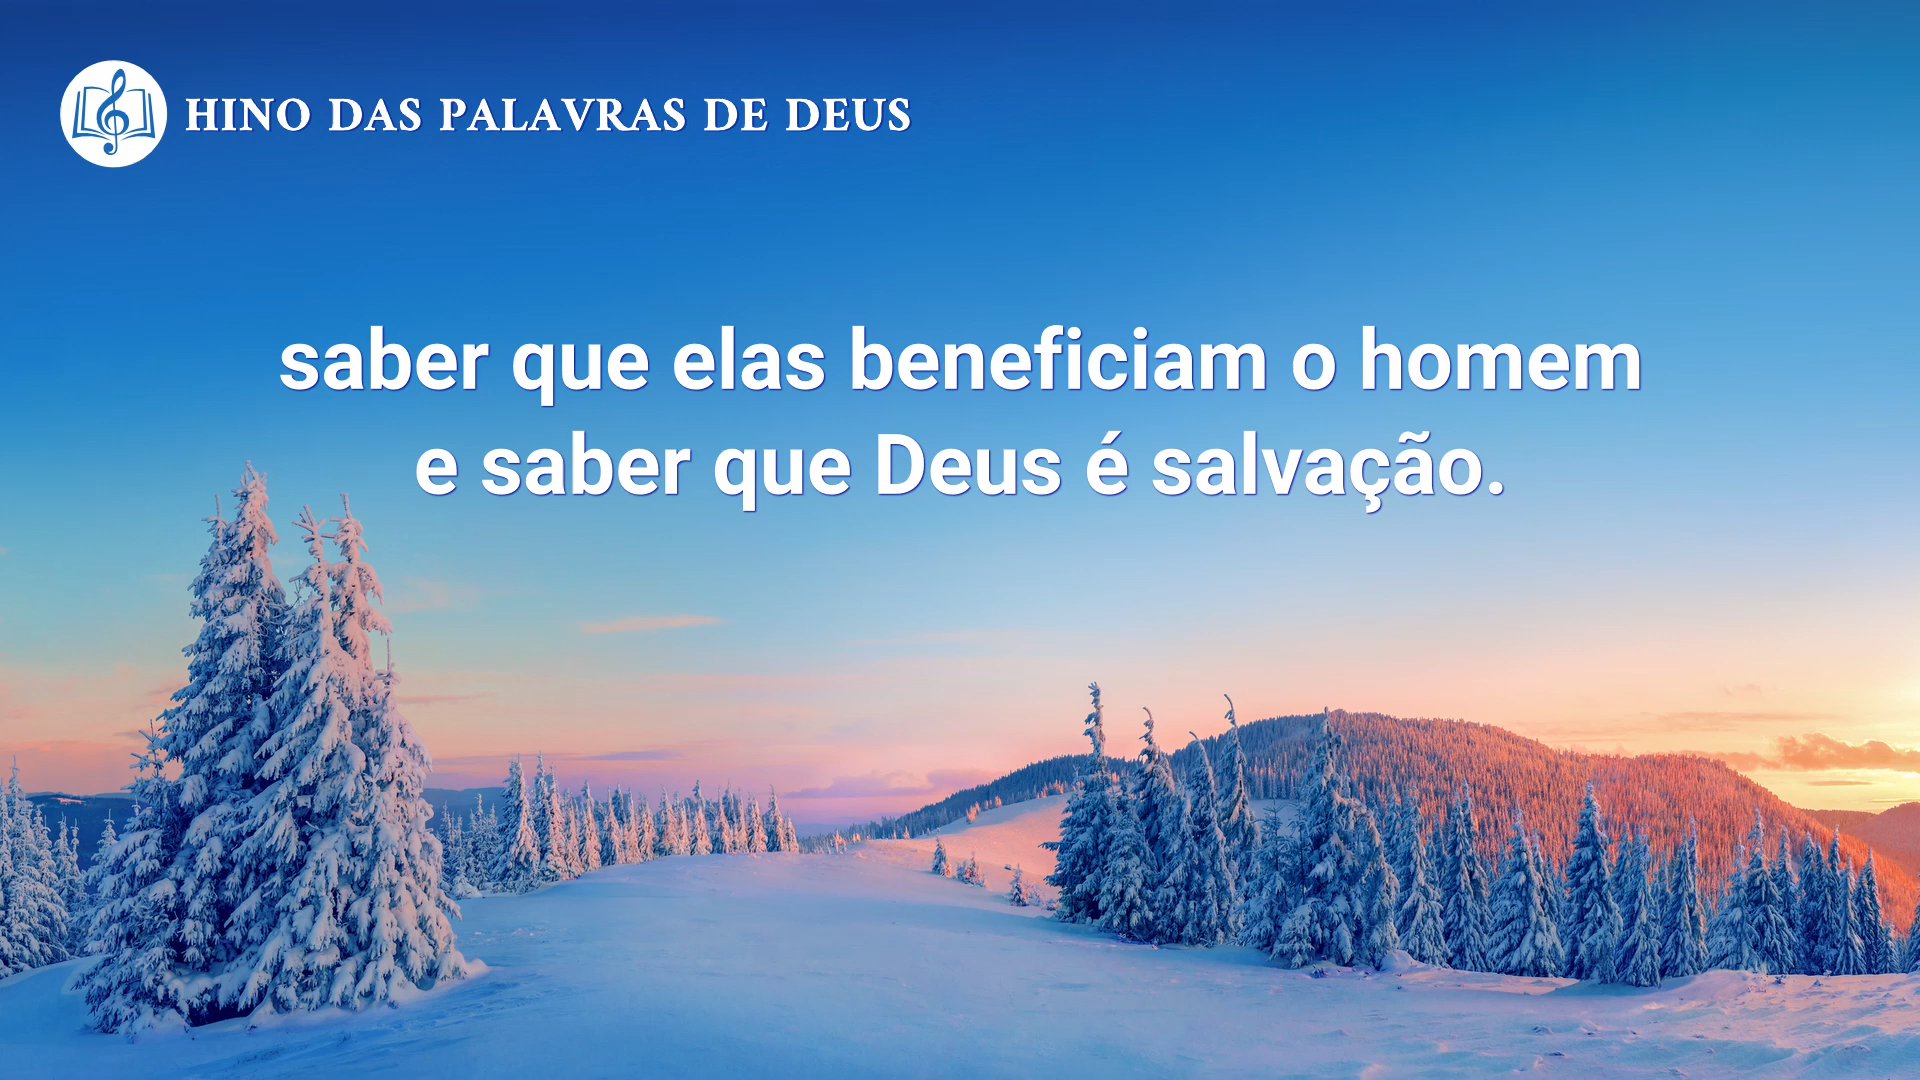 HINO DAS PALAVRAS DE DEUS
saber que elas beneficiam o homem
e saber que Deus é salvação.